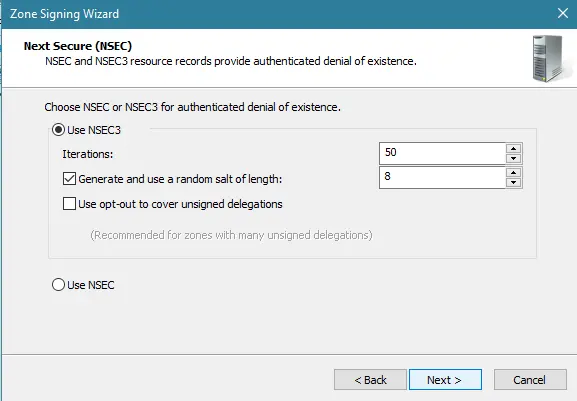 Zone Signing Wizard
Next Secure (NSEC)
NSEC and NSEC3 resource records provide authenticated denial of existence.
Choose NSEC or NSEC3 for authenticated denial of existence.
Use NSEC3
Iterations: 50
Generate and use a random salt of length: 8
Use opt-out to cover unsigned delegations
(Recommended for zones with many unsigned delegations)
Use NSEC
< Back Next > Cancel